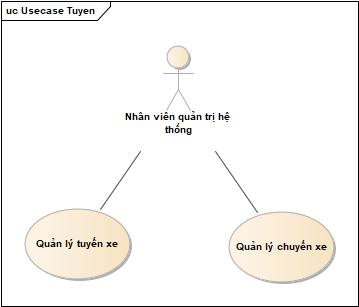 uc Usecase Tuyen
Nhân viên quản trị hệ
thống
Quản lý tuyến xe
Quản lý chuyến xe